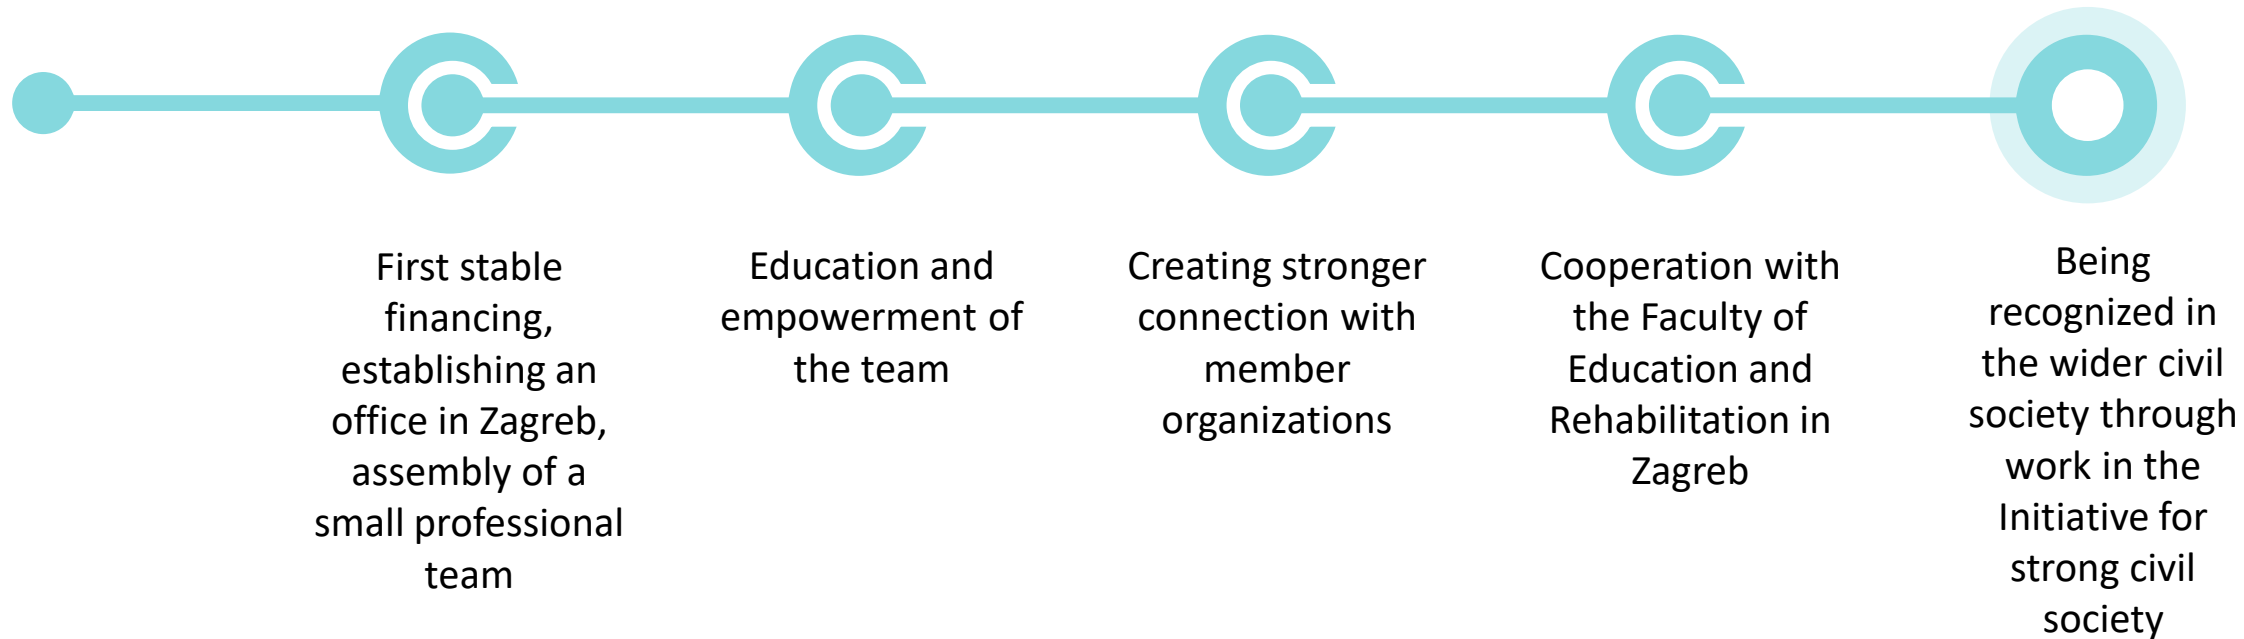 First stable
financing,
establishing an
office in Zagreb,
assembly of a
small professional
team
Education and
empowerment of
the team
Creating stronger
connection with
member
organizations
Cooperation with
the Faculty of
Education and
Rehabilitation in
Zagreb
Being
recognized in
the wider civil
society through
work in the
Initiative for
strong civil
society